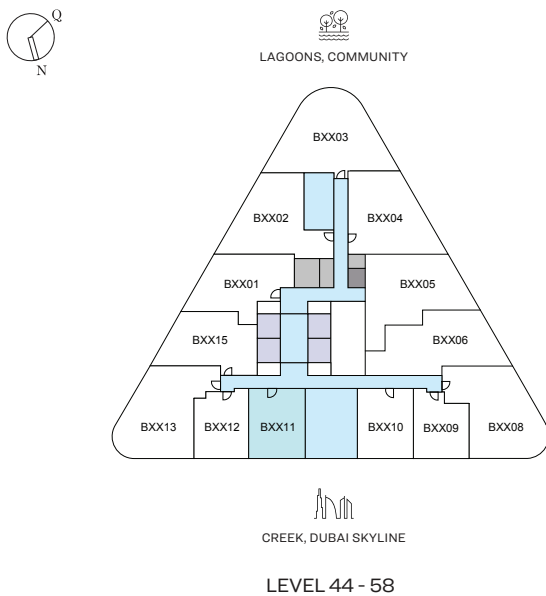 Q
N
LAGOONS, COMMUNITY
BXX03
BXX02
BXX04
BXX01
BXX05
BXX15
BXX06
BXX13
BXX12
BXX11
BXX10
BXX09
BXX08
CREEK, DUBAI SKYLINE
LEVEL 44 - 58